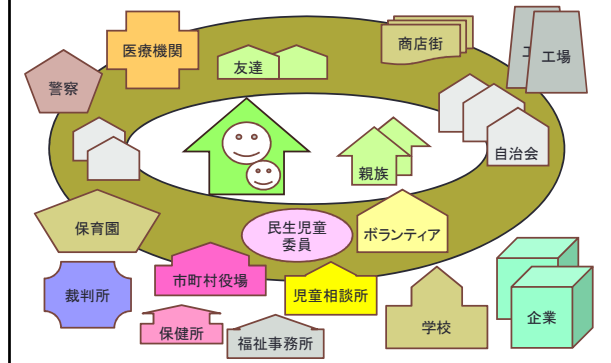 医療機関
商店街
工
工場
友達
警察
自治会
親族
保育園
民生児童
委員
ボランティア
市町村役場
裁判所
児童相談所
企業
学校
保健所
福祉事務所